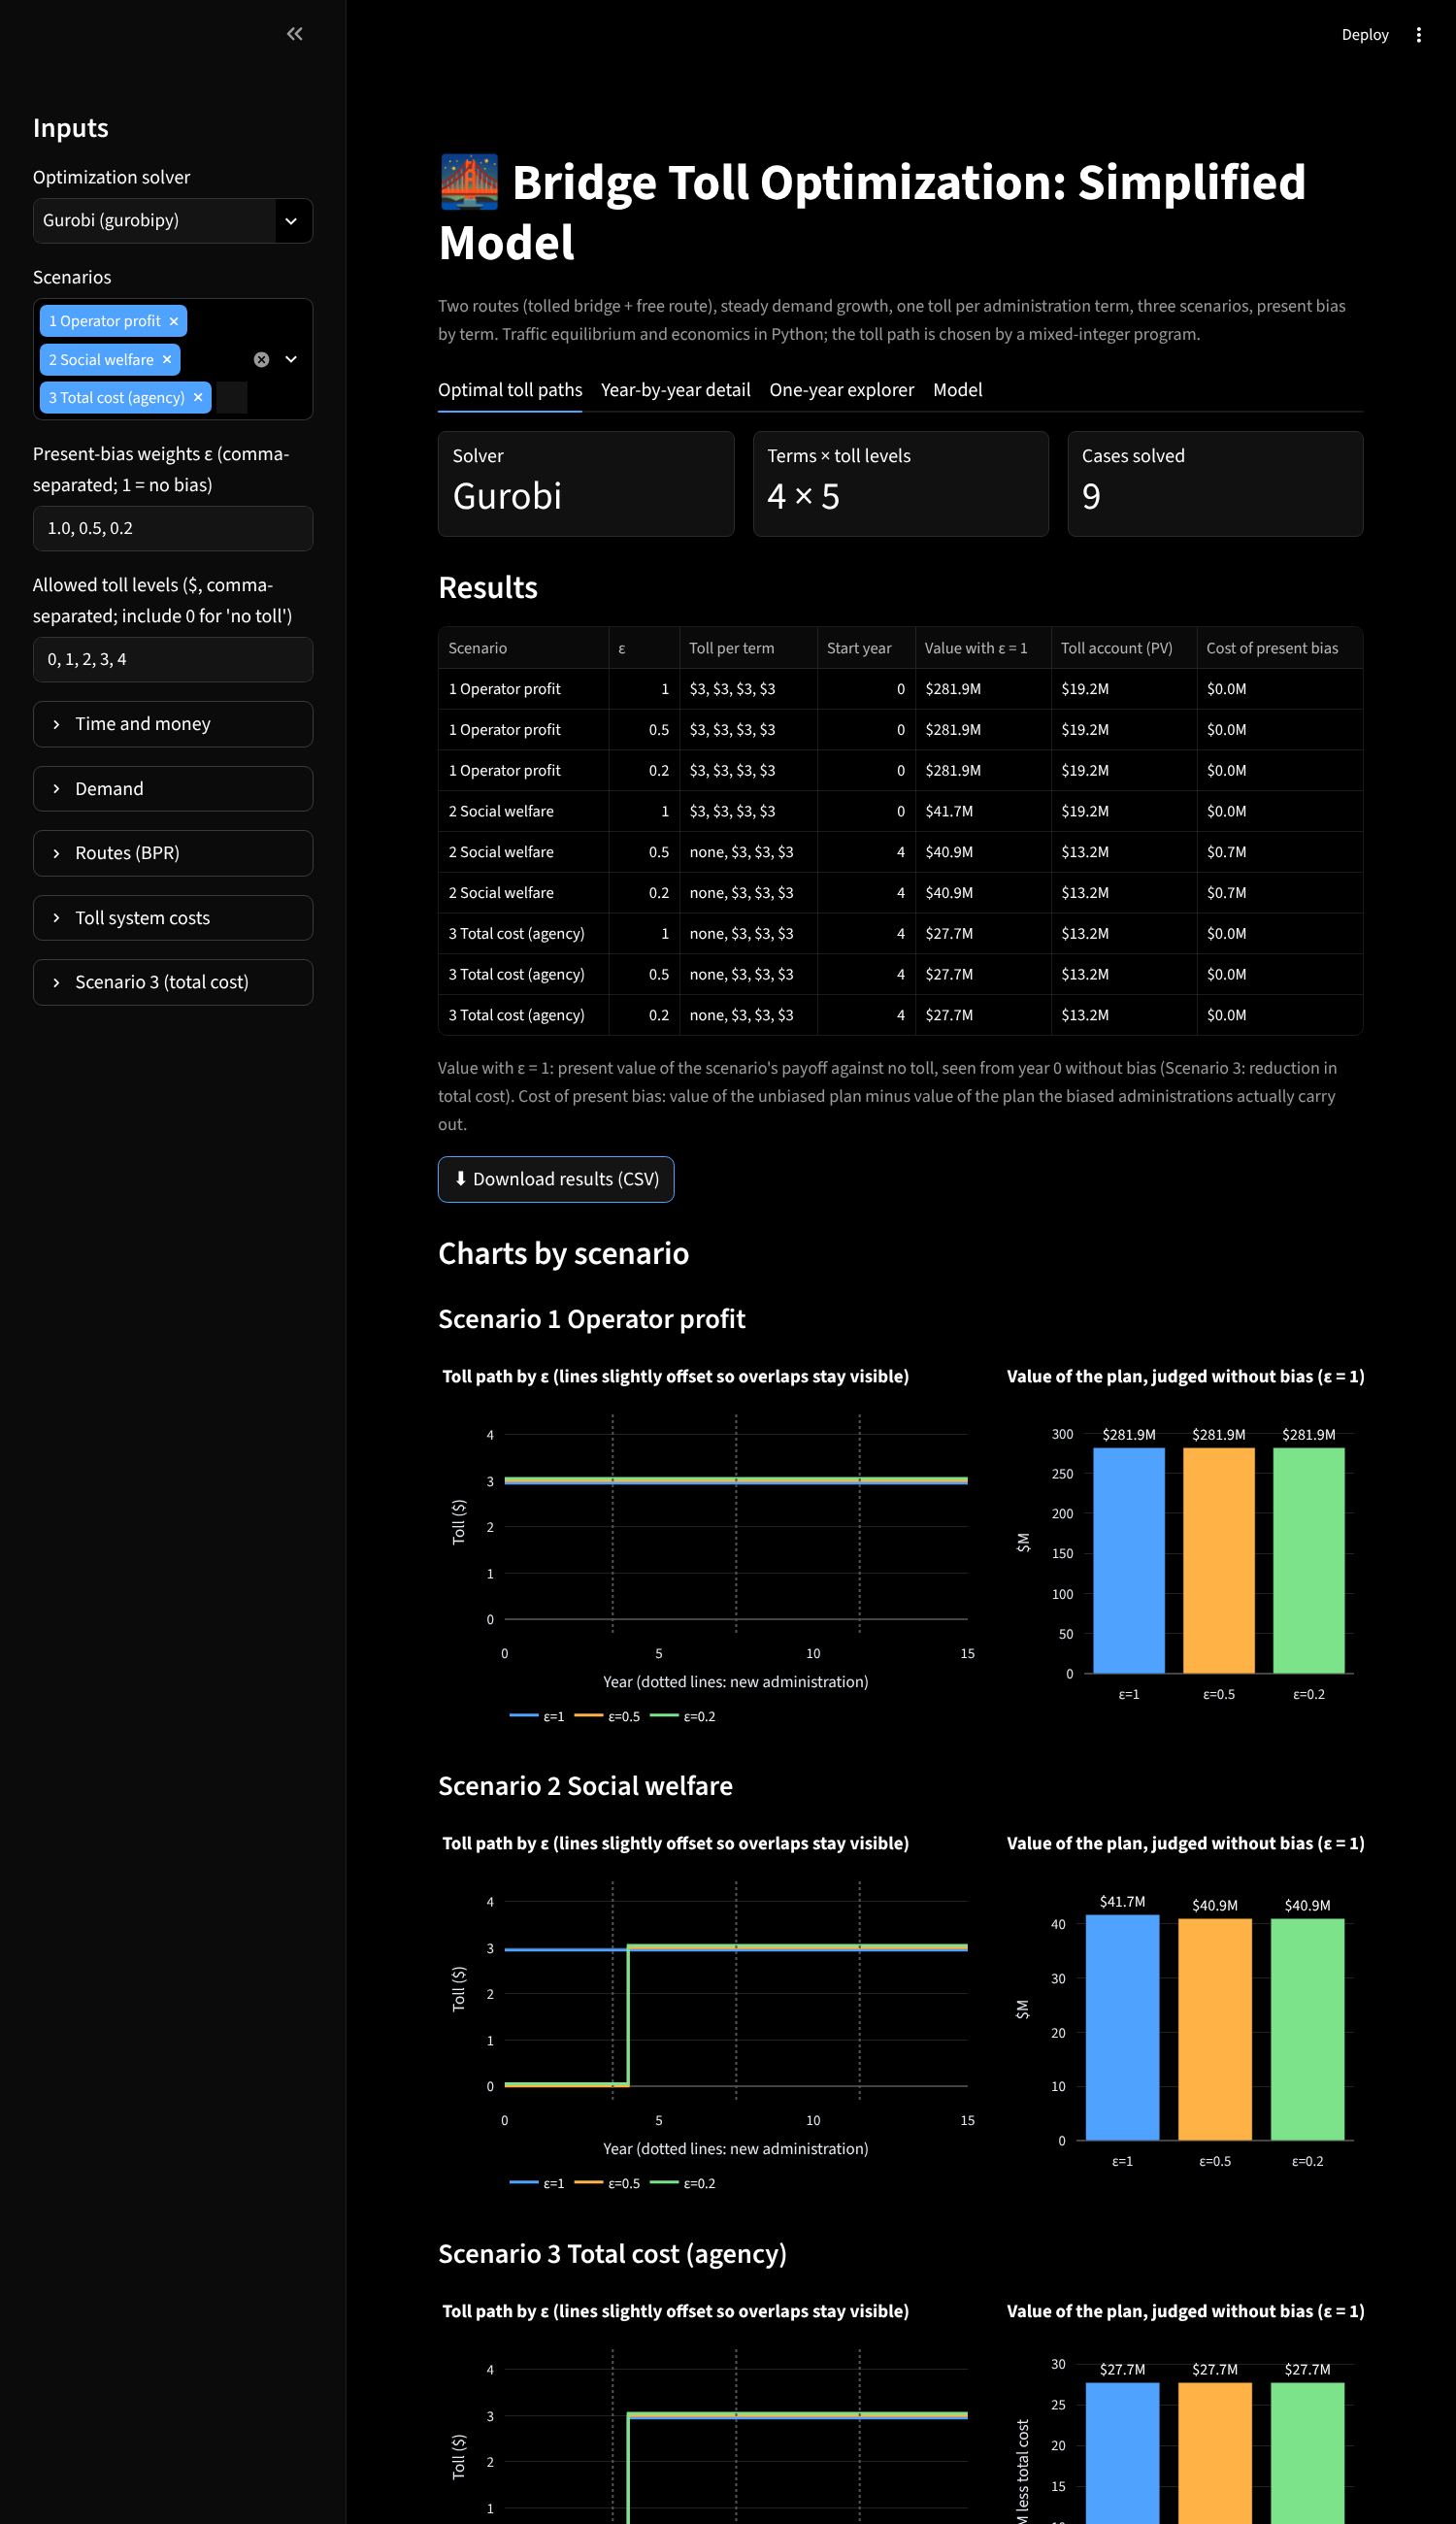 Deploy
Inputs
Optimization solver
Gurobi (gurobipy)
Scenarios
1 Operator profit
2 Social welfare
3 Total cost (agency)
Present-bias weights ε (comma-
separated; 1 = no bias)
1.0, 0.5, 0.2
Allowed toll levels ($, comma-
separated; include 0 for 'no toll')
0, 1, 2, 3, 4
Time and money
Demand
Routes (BPR)
Toll system costs
Scenario 3 (total cost)
Bridge Toll Optimization: Simplified
Model
Two routes (tolled bridge + free route), steady demand growth, one toll per administration term, three scenarios, present bias
by term. Traffic equilibrium and economics in Python; the toll path is chosen by a mixed-integer program.
Optimal toll paths Year-by-year detail One-year explorer Model
Solver
Gurobi
Terms × toll levels
4 × 5
Cases solved
9
Results
Scenario ε Toll per term Start year Value with ε = 1 Toll account (PV) Cost of present bias
1 Operator profit 1 $3, $3, $3, $3 0 $281.9M $19.2M $0.0M
1 Operator profit 0.5 $3, $3, $3, $3 0 $281.9M $19.2M $0.0M
1 Operator profit 0.2 $3, $3, $3, $3 0 $281.9M $19.2M $0.0M
2 Social welfare 1 $3, $3, $3, $3 0 $41.7M $19.2M $0.0M
2 Social welfare 0.5 none, $3, $3, $3 4 $40.9M $13.2M $0.7M
2 Social welfare 0.2 none, $3, $3, $3 4 $40.9M $13.2M $0.7M
3 Total cost (agency) 1 none, $3, $3, $3 4 $27.7M $13.2M $0.0M
3 Total cost (agency) 0.5 none, $3, $3, $3 4 $27.7M $13.2M $0.0M
3 Total cost (agency) 0.2 none, $3, $3, $3 4 $27.7M $13.2M $0.0M
Value with ε = 1: present value of the scenario's payoff against no toll, seen from year 0 without bias (Scenario 3: reduction in
total cost). Cost of present bias: value of the unbiased plan minus value of the plan the biased administrations actually carry
out.
Download results (CSV)
Charts by scenario
Scenario 1 Operator profit
Toll path by ε (lines slightly offset so overlaps stay visible)
4
3
2
1
0
Toll ($)
0 5 10 15
Year (dotted lines: new administration)
ε=1 ε=0.5 ε=0.2
Value of the plan, judged without bias (ε = 1)
$281.9M $281.9M $281.9M
300
250
200
150
100
50
0
$M
ε=1 ε=0.5 ε=0.2
Scenario 2 Social welfare
Toll path by ε (lines slightly offset so overlaps stay visible)
4
3
2
1
0
Toll ($)
0 5 10 15
Year (dotted lines: new administration)
ε=1 ε=0.5 ε=0.2
Value of the plan, judged without bias (ε = 1)
$41.7M $40.9M $40.9M
40
30
20
10
0
$M
ε=1 ε=0.5 ε=0.2
Scenario 3 Total cost (agency)
Toll path by ε (lines slightly offset so overlaps stay visible)
4
3
2
1
Toll ($)
Value of the plan, judged without bias (ε = 1)
$27.7M $27.7M $27.7M
30
25
20
15
less total cost